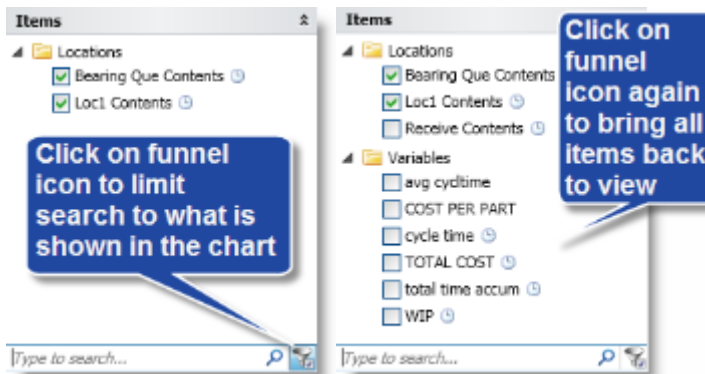 Items
Locations
Bearing Que Contents
Loc1 Contents
Click on funnel
icon to limit
search to what is
shown in the chart
Type to search...
Items
Locations
Bearing Que Contents
Loc1 Contents
Receive Contents
Variables
avg cycltime
COST PER PART
cycle time
TOTAL COST
total time accum
WIP
Click on
funnel
icon again
to bring all
items back
to view
Type to search...